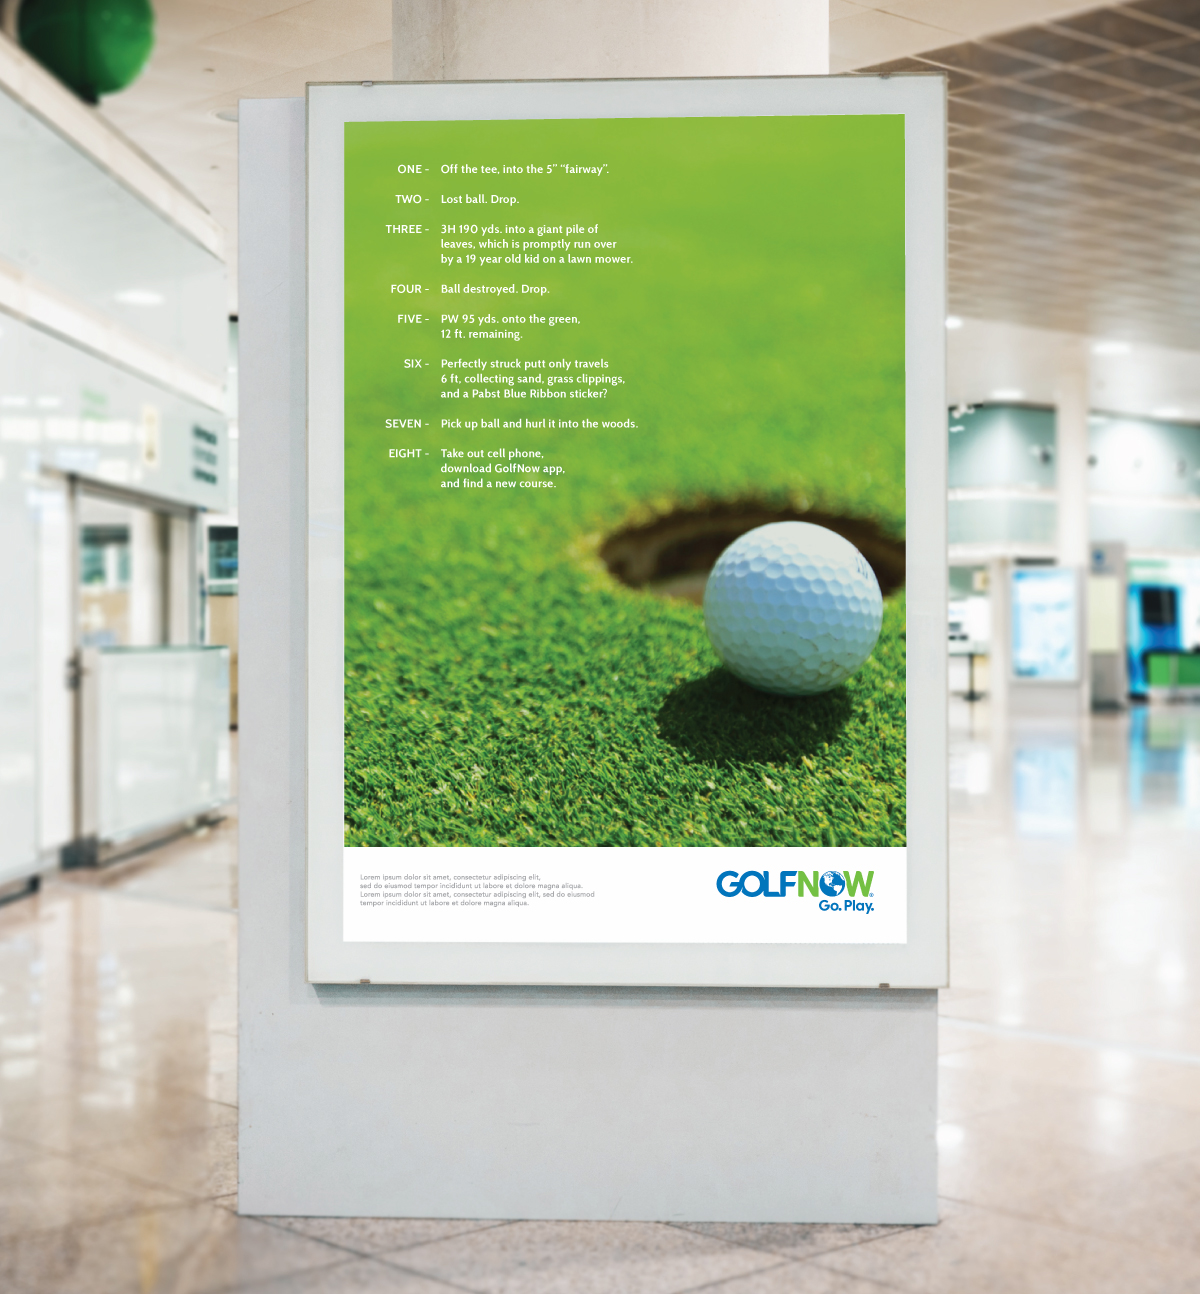 ONE - Off the tee, into the 5” “fairway”.
TWO - Lost ball. Drop.
THREE - 3H 190 yds. into a giant pile of
leaves, which is promptly run over
by a 19 year old kid on a lawn mower.
FOUR - Ball destroyed. Drop.
FIVE - PW 95 yds. onto the green,
12 ft. remaining.
SIX - Perfectly struck putt only travels
6 ft, collecting sand, grass clippings,
and a Pabst Blue Ribbon sticker?
SEVEN - Pick up ball and hurl it into the woods.
EIGHT - Take out cell phone,
download GolfNow app,
and find a new course.
Lorem ipsum dolor sit amet, consectetur adipiscing elit,
sed do eiusmod tempor incididunt ut labore et dolore magna aliqua.
Lorem ipsum dolor sit amet, consectetur adipiscing elit, sed do eiusmod
tempor incididunt ut labore et dolore magna aliqua.
GOLFNOW®
Go. Play.